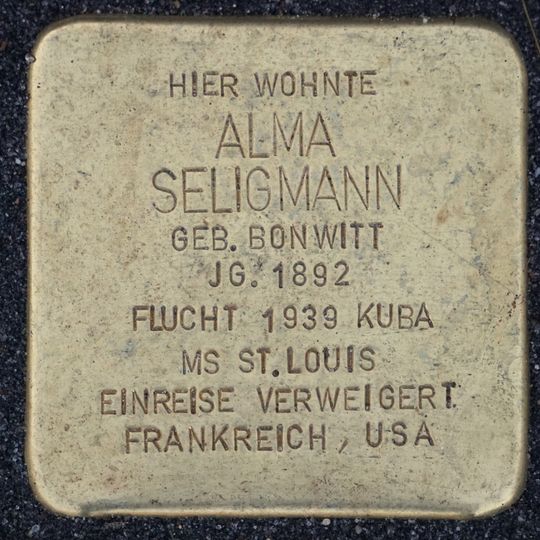 HIER WOHNTE
ALMA
SELIGMANN
GEB. BONWITT
JG. 1892
FLUCHT 1939 KUBA
MS ST. LOUIS
EINREISE VERWEIGERT
FRANKREICH, USA